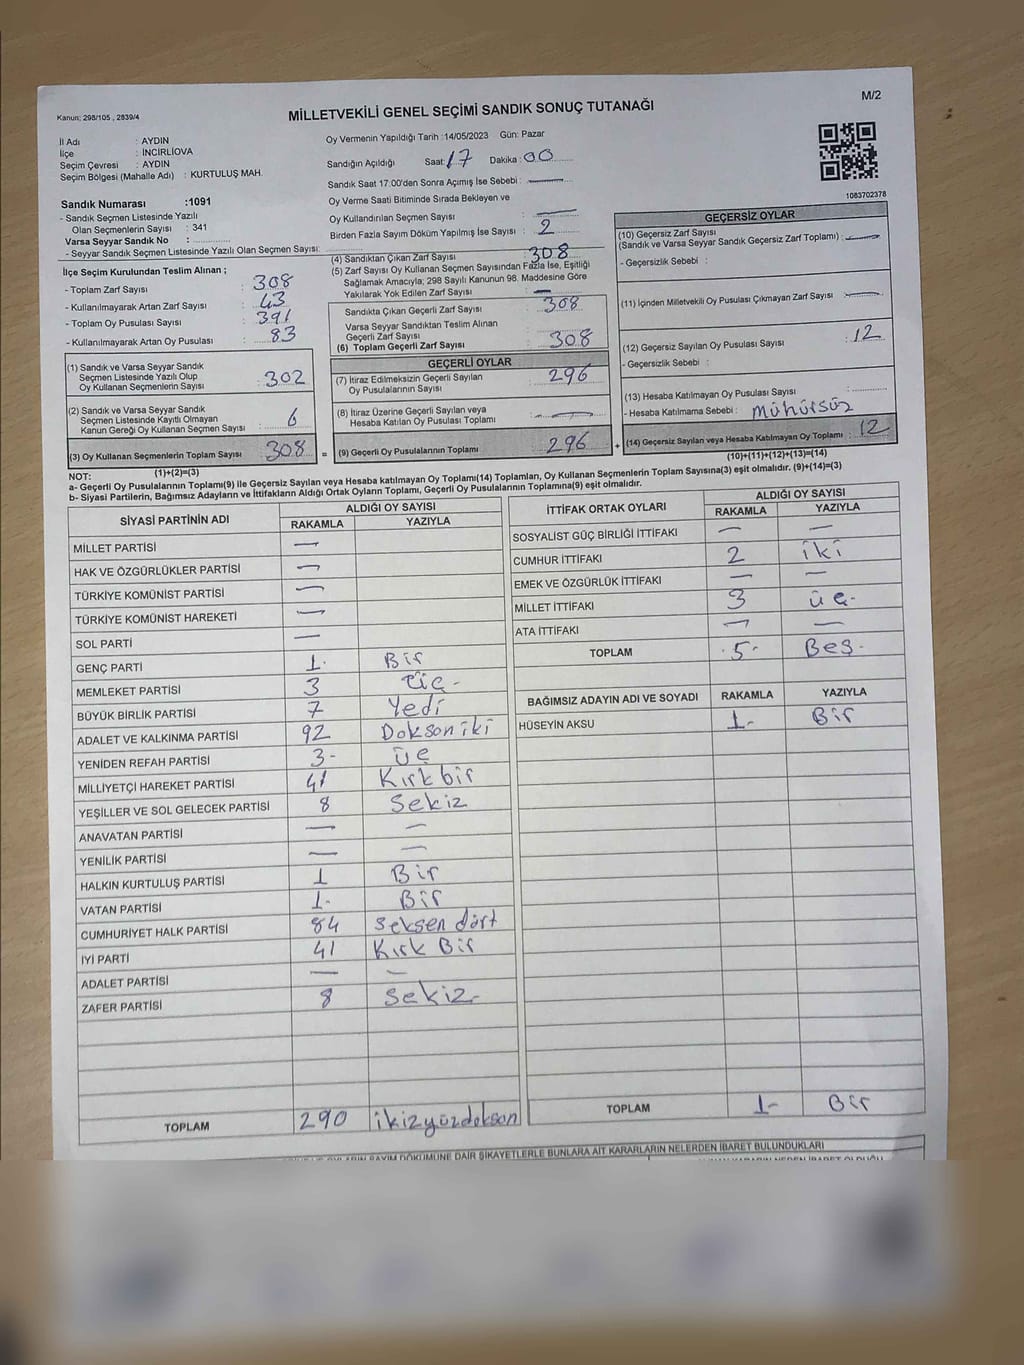 Kanun; 298/105 , 2839/4
M/2
MİLLETVEKİLİ GENEL SEÇİMİ SANDIK SONUÇ TUTANAĞI
İl Adı : AYDIN
İlçe : İNCİRLİOVA
Seçim Çevresi : AYDIN
Seçim Bölgesi (Mahalle Adı) : KURTULUŞ MAH.
Sandık Numarası :1091
- Sandık Seçmen Listesinde Yazılı
Olan Seçmenlerin Sayısı : 341
Varsa Seyyar Sandık No :
- Seyyar Sandık Seçmen Listesinde Yazılı Olan Seçmen Sayısı:
Oy Vermenin Yapıldığı Tarih :14/05/2023 Gün: Pazar
Sandığın Açıldığı Saat: 17 Dakika: 00
Sandık Saat 17:00'den Sonra Açımış İse Sebebi : —
Oy Verme Saati Bitiminde Sırada Bekleyen ve
Oy Kullandırılan Seçmen Sayısı : —
Birden Fazla Sayım Döküm Yapılmış İse Sayısı : 2
1083702378
İlçe Seçim Kurulundan Teslim Alınan ;
- Toplam Zarf Sayısı : 308
- Kullanılmayarak Artan Zarf Sayısı : 43
- Toplam Oy Pusulası Sayısı : 391
- Kullanılmayarak Artan Oy Pusulası : 83
(1) Sandık ve Varsa Seyyar Sandık
Seçmen Listesinde Yazılı Olup
Oy Kullanan Seçmenlerin Sayısı : 302
(2) Sandık ve Varsa Seyyar Sandık
Seçmen Listesinde Kayıtlı Olmayan
Kanun Gereği Oy Kullanan Seçmen Sayısı : 6
(3) Oy Kullanan Seçmenlerin Toplam Sayısı 308 =
(1)+(2)=(3)
(4) Sandıktan Çıkan Zarf Sayısı : 308
(5) Zarf Sayısı Oy Kullanan Seçmen Sayısından Fazla İse, Eşitliği
Sağlamak Amacıyla; 298 Sayılı Kanunun 98. Maddesine Göre
Yakılarak Yok Edilen Zarf Sayısı : —
Sandıkta Çıkan Geçerli Zarf Sayısı : 308
Varsa Seyyar Sandıktan Teslim Alınan
Geçerli Zarf Sayısı
(6) Toplam Geçerli Zarf Sayısı : 308
GEÇERLİ OYLAR
(7) İtiraz Edilmeksizin Geçerli Sayılan
Oy Pusulalarının Sayısı : 296
(8) İtiraz Üzerine Geçerli Sayılan veya
Hesaba Katılan Oy Pusulası Toplamı : —
(9) Geçerli Oy Pusulalarının Toplamı : 296 +
GEÇERSİZ OYLAR
(10) Geçersiz Zarf Sayısı
(Sandık ve Varsa Seyyar Sandık Geçersiz Zarf Toplamı) : —
- Geçersizlik Sebebi :
(11) İçinden Milletvekili Oy Pusulası Çıkmayan Zarf Sayısı : —
(12) Geçersiz Sayılan Oy Pusulası Sayısı : 12
- Geçersizlik Sebebi :
(13) Hesaba Katılmayan Oy Pusulası Sayısı :
- Hesaba Katılmama Sebebi : mühürsüz
(14) Geçersiz Sayılan veya Hesaba Katılmayan Oy Toplamı : 12
(10)+(11)+(12)+(13)=(14)
NOT:
a- Geçerli Oy Pusulalarının Toplamı(9) ile Geçersiz Sayılan veya Hesaba katılmayan Oy Toplamı(14) Toplamları, Oy Kullanan Seçmenlerin Toplam Sayısına(3) eşit olmalıdır. (9)+(14)=(3)
b- Siyasi Partilerin, Bağımsız Adayların ve İttifakların Aldığı Ortak Oyların Toplamı, Geçerli Oy Pusulalarının Toplamına(9) eşit olmalıdır.
SİYASİ PARTİNİN ADI ALDIĞI OY SAYISI
RAKAMLA YAZIYLA
MİLLET PARTİSİ —
HAK VE ÖZGÜRLÜKLER PARTİSİ —
TÜRKİYE KOMÜNİST PARTİSİ —
TÜRKİYE KOMÜNİST HAREKETİ —
SOL PARTİ —
GENÇ PARTİ 1. Bir
MEMLEKET PARTİSİ 3 Üç -
BÜYÜK BİRLİK PARTİSİ 7 Yedi
ADALET VE KALKINMA PARTİSİ 92 Doksan iki
YENİDEN REFAH PARTİSİ 3- üç
MİLLİYETÇİ HAREKET PARTİSİ 41 Kırk bir
YEŞİLLER VE SOL GELECEK PARTİSİ 8 Sekiz
ANAVATAN PARTİSİ — —
YENİLİK PARTİSİ — —
HALKIN KURTULUŞ PARTİSİ 1 Bir
VATAN PARTİSİ 1- Bir
CUMHURİYET HALK PARTİSİ 84 Seksen dört
İYİ PARTİ 41 Kırk Bir
ADALET PARTİSİ — —
ZAFER PARTİSİ 8 Sekiz-
TOPLAM 290 ikizyüzdoksan
İTTİFAK ORTAK OYLARI ALDIĞI OY SAYISI
RAKAMLA YAZIYLA
SOSYALİST GÜÇ BİRLİĞİ İTTİFAKI — —
CUMHUR İTTİFAKI 2 iki
EMEK VE ÖZGÜRLÜK İTTİFAKI — —
MİLLET İTTİFAKI 3 üç-
ATA İTTİFAKI — —
TOPLAM -5- Beş-
BAĞIMSIZ ADAYIN ADI VE SOYADI RAKAMLA YAZIYLA
HÜSEYİN AKSU 1- Bir
TOPLAM 1- Bir
SAYIM DÖKÜMÜNE DAİR ŞİKAYETLERLE BUNLARA AİT KARARLARIN NELERDEN İBARET BULUNDUKLARI